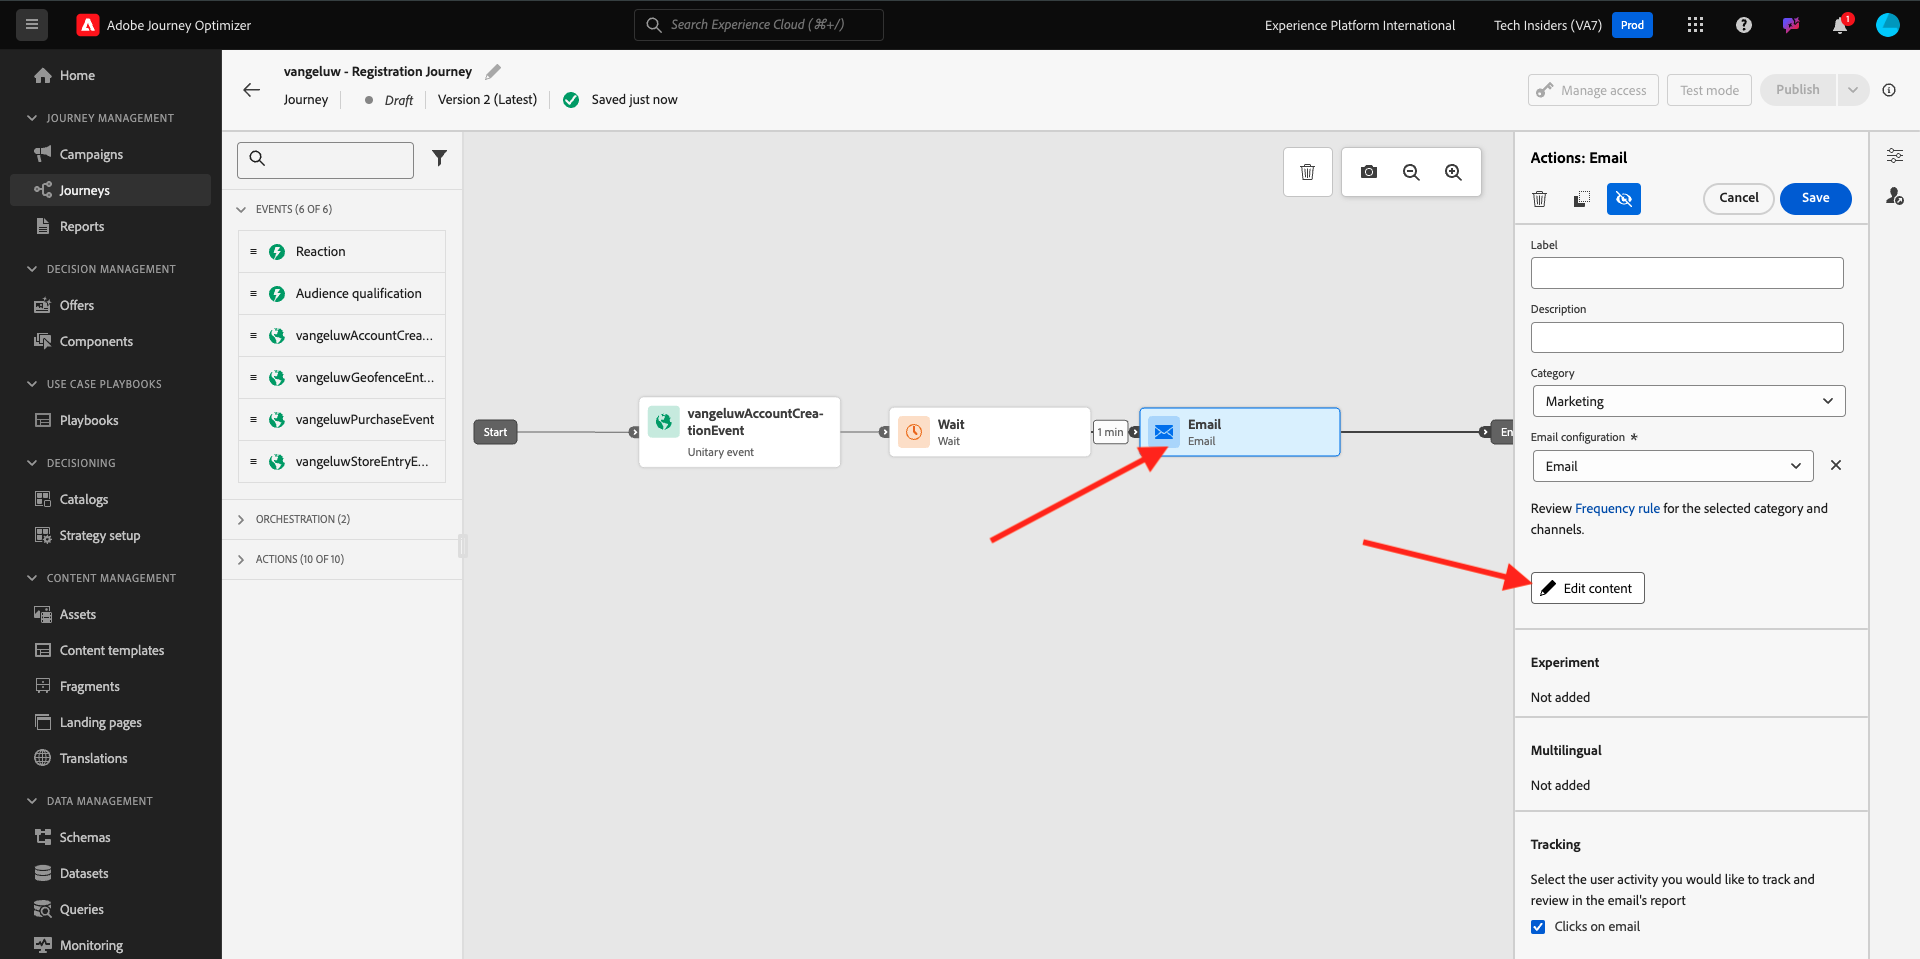 Adobe Journey Optimizer
Search Experience Cloud (⌘+/)
Experience Platform International
Tech Insiders (VA7)
Prod
1
Home
JOURNEY MANAGEMENT
Campaigns
Journeys
Reports
DECISION MANAGEMENT
Offers
Components
USE CASE PLAYBOOKS
Playbooks
DECISIONING
Catalogs
Strategy setup
CONTENT MANAGEMENT
Assets
Content templates
Fragments
Landing pages
Translations
DATA MANAGEMENT
Schemas
Datasets
Queries
Monitoring
vangeluw - Registration Journey
Journey
Draft
Version 2 (Latest)
Saved just now
Manage access
Test mode
Publish
EVENTS (6 OF 6)
Reaction
Audience qualification
vangeluwAccountCrea...
vangeluwGeofenceEnt...
vangeluwPurchaseEvent
vangeluwStoreEntryE...
ORCHESTRATION (2)
ACTIONS (10 OF 10)
Start
vangeluwAccountCrea-
tionEvent
Unitary event
Wait
Wait
1 min
Email
Email
En
Actions: Email
Cancel
Save
Label
Description
Category
Marketing
Email configuration *
Email
Review Frequency rule for the selected category and
channels.
Edit content
Experiment
Not added
Multilingual
Not added
Tracking
Select the user activity you would like to track and
review in the email's report
Clicks on email